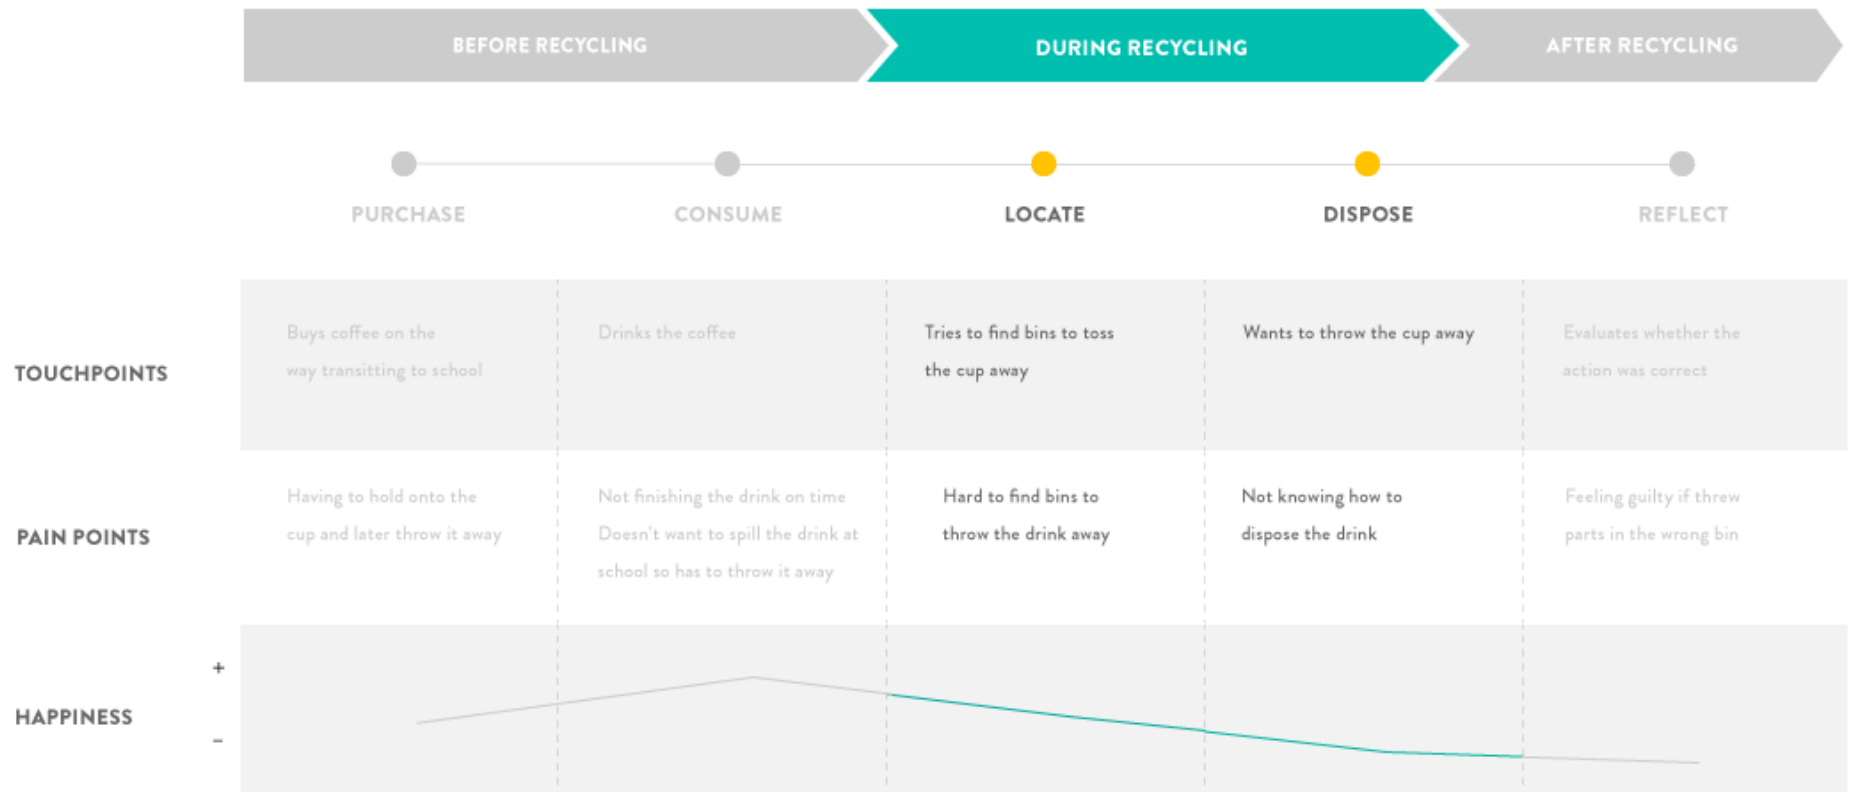 BEFORE RECYCLING
DURING RECYCLING
AFTER RECYCLING
PURCHASE
CONSUME
LOCATE
DISPOSE
REFLECT
TOUCHPOINTS
Buys coffee on the
way transitting to school
Drinks the coffee
Tries to find bins to toss
the cup away
Wants to throw the cup away
Evaluates whether the
action was correct
PAIN POINTS
Having to hold onto the
cup and later throw it away
Not finishing the drink on time
Doesn't want to spill the drink at
school so has to throw it away
Hard to find bins to
throw the drink away
Not knowing how to
dispose the drink
Feeling guilty if threw
parts in the wrong bin
HAPPINESS
+
–